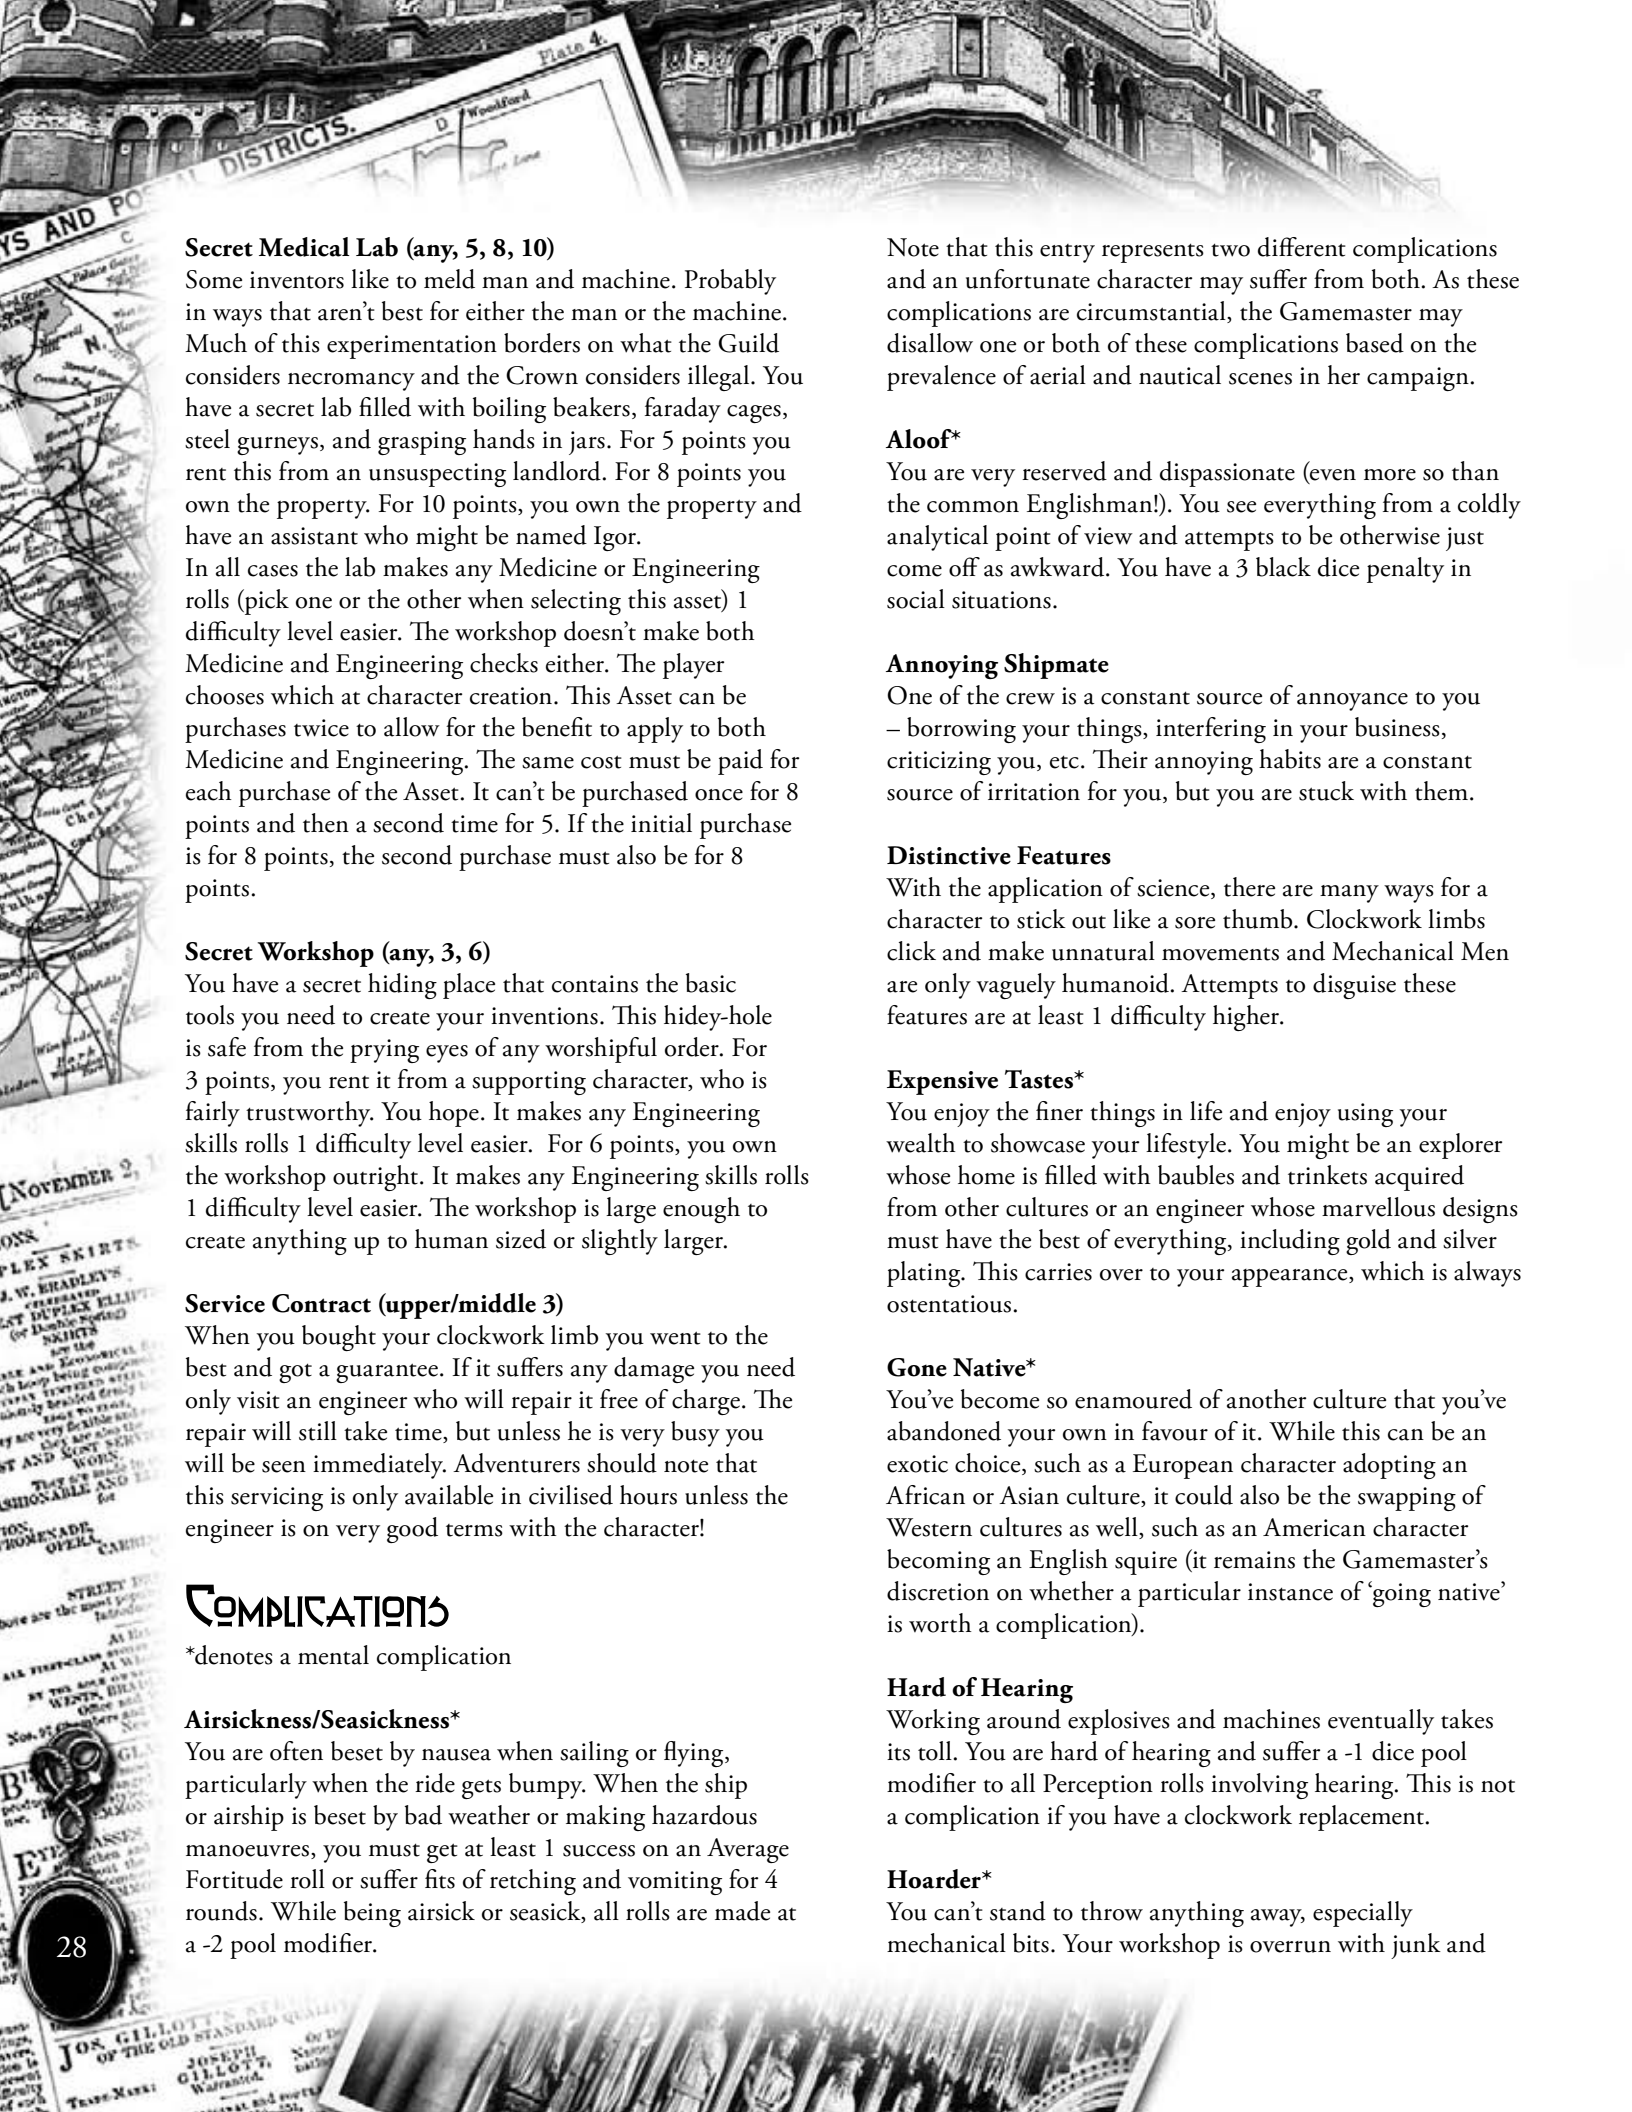 Plate 4.
D
Woodford
DISTRICTS.
YS AND PO
C
N.
Secret Medical Lab (any, 5, 8, 10)
Some inventors like to meld man and machine. Probably
in ways that aren't best for either the man or the machine.
Much of this experimentation borders on what the Guild
considers necromancy and the Crown considers illegal. You
have a secret lab filled with boiling beakers, faraday cages,
steel gurneys, and grasping hands in jars. For 5 points you
rent this from an unsuspecting landlord. For 8 points you
own the property. For 10 points, you own the property and
have an assistant who might be named Igor.
In all cases the lab makes any Medicine or Engineering
rolls (pick one or the other when selecting this asset) 1
difficulty level easier. The workshop doesn't make both
Medicine and Engineering checks either. The player
chooses which at character creation. This Asset can be
purchases twice to allow for the benefit to apply to both
Medicine and Engineering. The same cost must be paid for
each purchase of the Asset. It can't be purchased once for 8
points and then a second time for 5. If the initial purchase
is for 8 points, the second purchase must also be for 8
points.
Secret Workshop (any, 3, 6)
You have a secret hiding place that contains the basic
tools you need to create your inventions. This hidey-hole
is safe from the prying eyes of any worshipful order. For
3 points, you rent it from a supporting character, who is
fairly trustworthy. You hope. It makes any Engineering
skills rolls 1 difficulty level easier.  For 6 points, you own
the workshop outright. It makes any Engineering skills rolls
1 difficulty level easier. The workshop is large enough to
create anything up to human sized or slightly larger.
Service Contract (upper/middle 3)
When you bought your clockwork limb you went to the
best and got a guarantee. If it suffers any damage you need
only visit an engineer who will repair it free of charge. The
repair will still take time, but unless he is very busy you
will be seen immediately. Adventurers should note that
this servicing is only available in civilised hours unless the
engineer is on very good terms with the character!
Complications
*denotes a mental complication
Airsickness/Seasickness*
You are often beset by nausea when sailing or flying,
particularly when the ride gets bumpy. When the ship
or airship is beset by bad weather or making hazardous
manoeuvres, you must get at least 1 success on an Average
Fortitude roll or suffer fits of retching and vomiting for 4
rounds. While being airsick or seasick, all rolls are made at
a -2 pool modifier.
Note that this entry represents two different complications
and an unfortunate character may suffer from both. As these
complications are circumstantial, the Gamemaster may
disallow one or both of these complications based on the
prevalence of aerial and nautical scenes in her campaign.
Aloof*
You are very reserved and dispassionate (even more so than
the common Englishman!). You see everything from a coldly
analytical point of view and attempts to be otherwise just
come off as awkward. You have a 3 black dice penalty in
social situations.
Annoying Shipmate
One of the crew is a constant source of annoyance to you
– borrowing your things, interfering in your business,
criticizing you, etc. Their annoying habits are a constant
source of irritation for you, but you are stuck with them.
Distinctive Features
With the application of science, there are many ways for a
character to stick out like a sore thumb. Clockwork limbs
click and make unnatural movements and Mechanical Men
are only vaguely humanoid. Attempts to disguise these
features are at least 1 difficulty higher.
Expensive Tastes*
You enjoy the finer things in life and enjoy using your
wealth to showcase your lifestyle. You might be an explorer
whose home is filled with baubles and trinkets acquired
from other cultures or an engineer whose marvellous designs
must have the best of everything, including gold and silver
plating. This carries over to your appearance, which is always
ostentatious.
Gone Native*
You've become so enamoured of another culture that you've
abandoned your own in favour of it. While this can be an
exotic choice, such as a European character adopting an
African or Asian culture, it could also be the swapping of
Western cultures as well, such as an American character
becoming an English squire (it remains the Gamemaster's
discretion on whether a particular instance of 'going native'
is worth a complication).
Hard of Hearing
Working around explosives and machines eventually takes
its toll. You are hard of hearing and suffer a -1 dice pool
modifier to all Perception rolls involving hearing. This is not
a complication if you have a clockwork replacement.
Hoarder*
You can't stand to throw anything away, especially
mechanical bits. Your workshop is overrun with junk and
[NOVEMBER 2,
PLEX SKIRTS
SKIRTS
PROMENADE,
OPERA,
STREET
28
JOS. GILLOTT'S
OF THE OLD STANDARD
JOSEPH
GILLOTT,
Warranted.
TRADE-MARK: